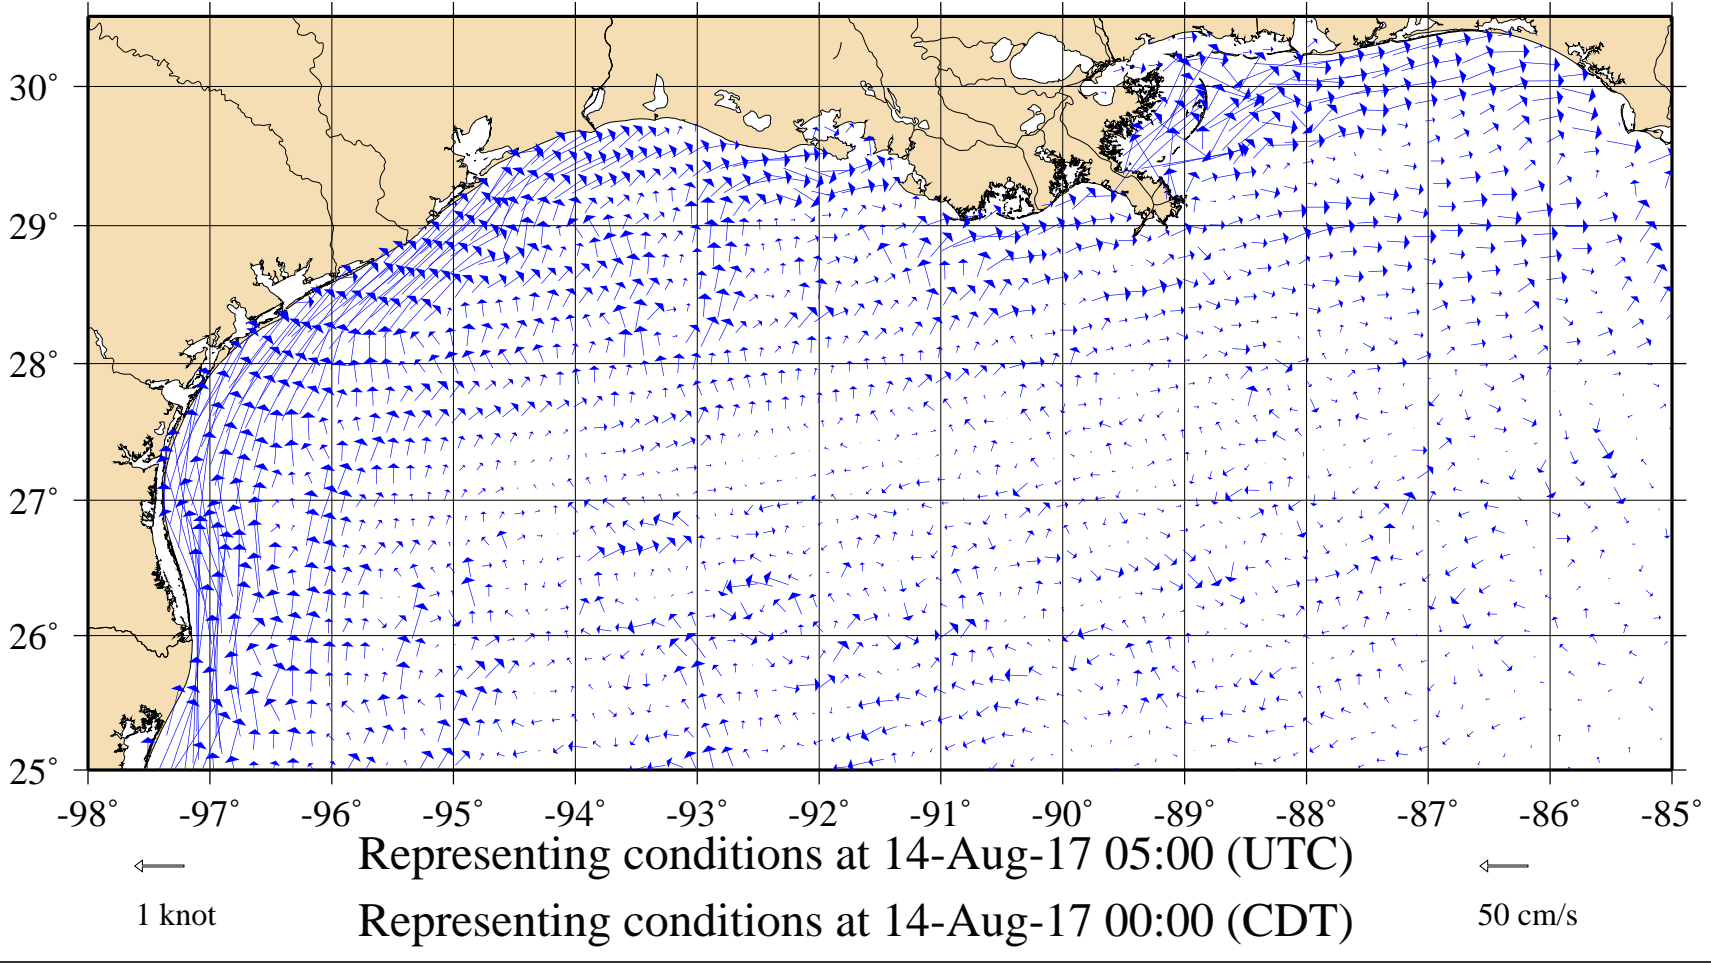 30°
29°
28°
27°
26°
25°
-98° -97° -96° -95° -94° -93° -92° -91° -90° -89° -88° -87° -86° -85°
Representing conditions at 14-Aug-17 05:00 (UTC)
1 knot
Representing conditions at 14-Aug-17 00:00 (CDT)
50 cm/s